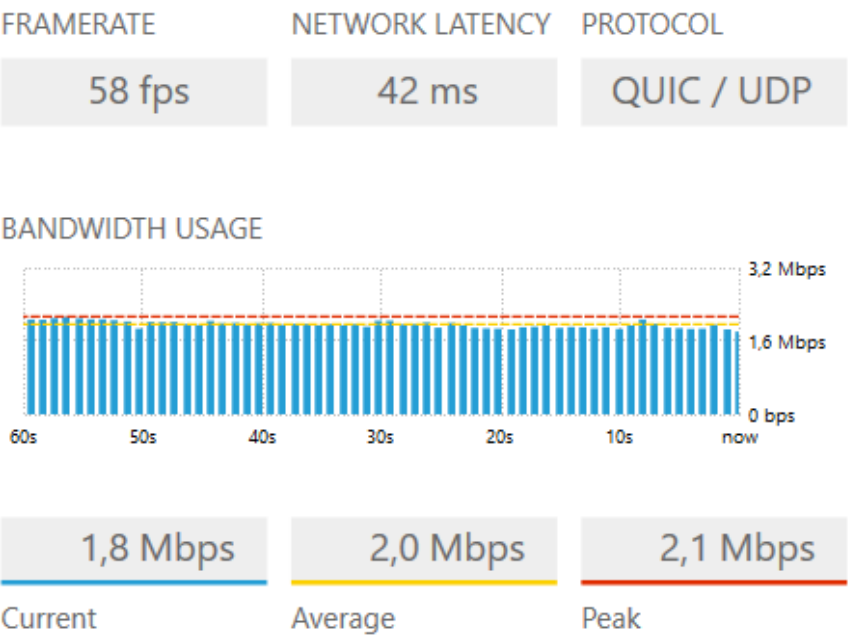 FRAMERATE NETWORK LATENCY PROTOCOL
58 fps 42 ms QUIC / UDP
BANDWIDTH USAGE
3,2 Mbps
1,6 Mbps
0 bps
60s 50s 40s 30s 20s 10s now
1,8 Mbps 2,0 Mbps 2,1 Mbps
Current Average Peak